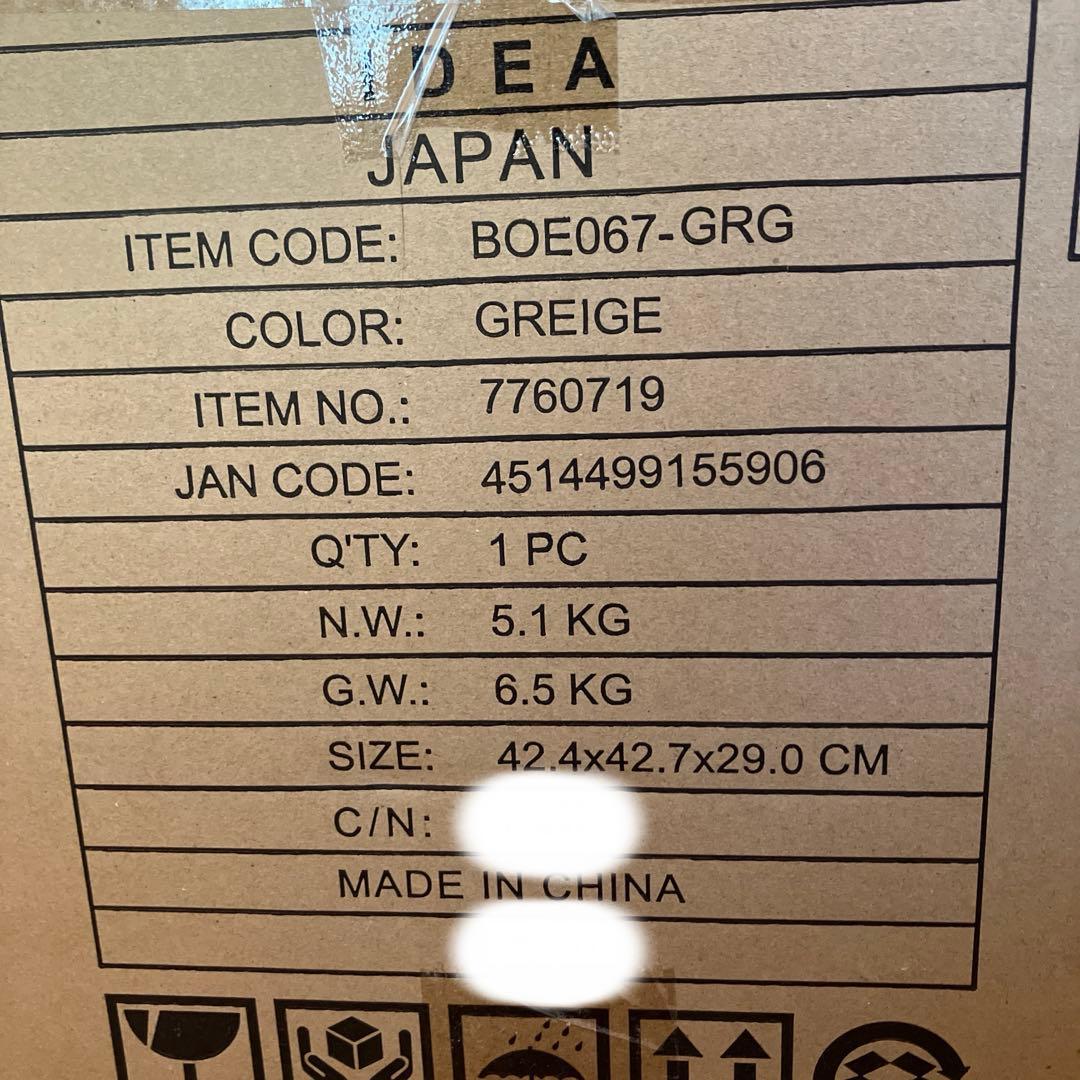 IDEA
JAPAN
ITEM CODE: BOE067-GRG
COLOR: GREIGE
ITEM NO.: 7760719
JAN CODE: 4514499155906
Q'TY: 1 PC
N.W.: 5.1 KG
G.W.: 6.5 KG
SIZE: 42.4x42.7x29.0 CM
C/N:
MADE IN CHINA